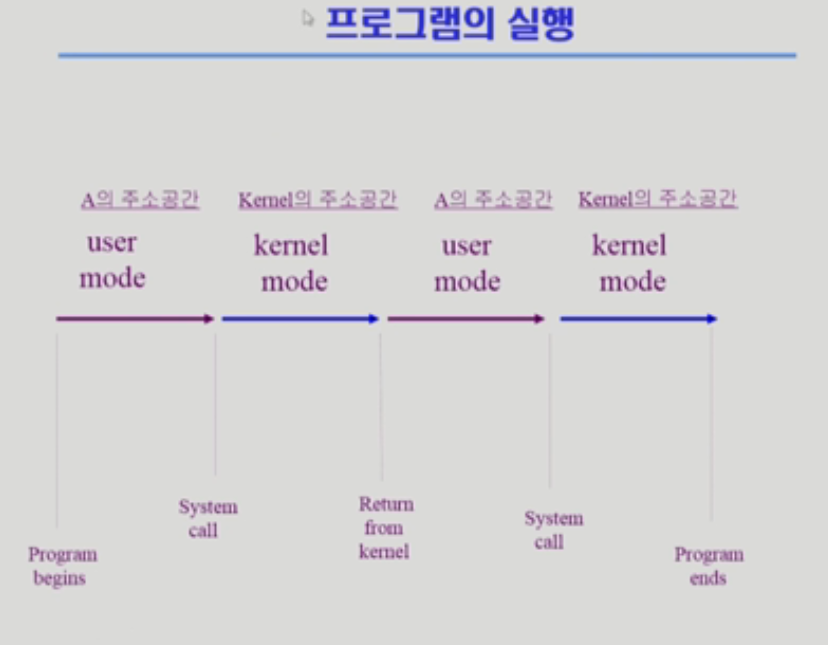 프로그램의 실행
A의 주소공간 Kernel의 주소공간 A의 주소공간 Kernel의 주소공간
user kernel user kernel
mode mode mode mode
System call
Return from kernel
System call
Program begins
Program ends